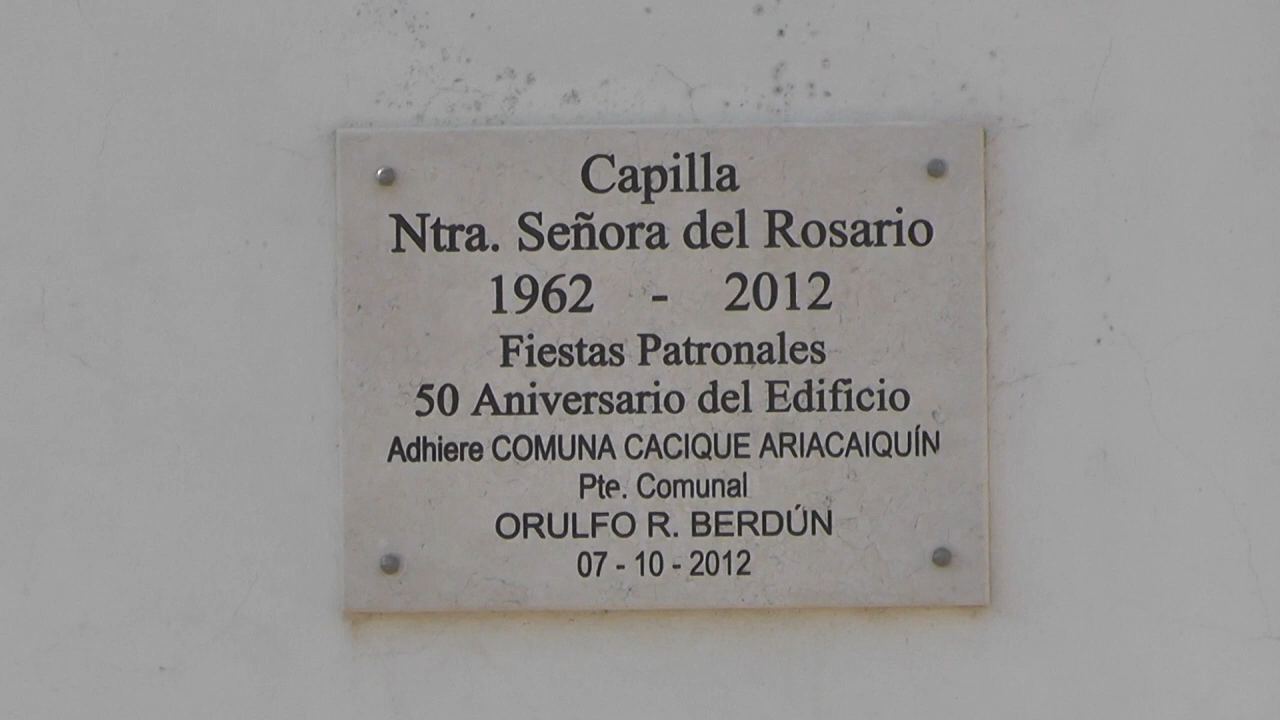 Capilla
Ntra. Señora del Rosario
1962 - 2012
Fiestas Patronales
50 Aniversario del Edificio
Adhiere COMUNA CACIQUE ARIACAIQUÍN
Pte. Comunal
ORULFO R. BERDÚN
07 - 10 - 2012